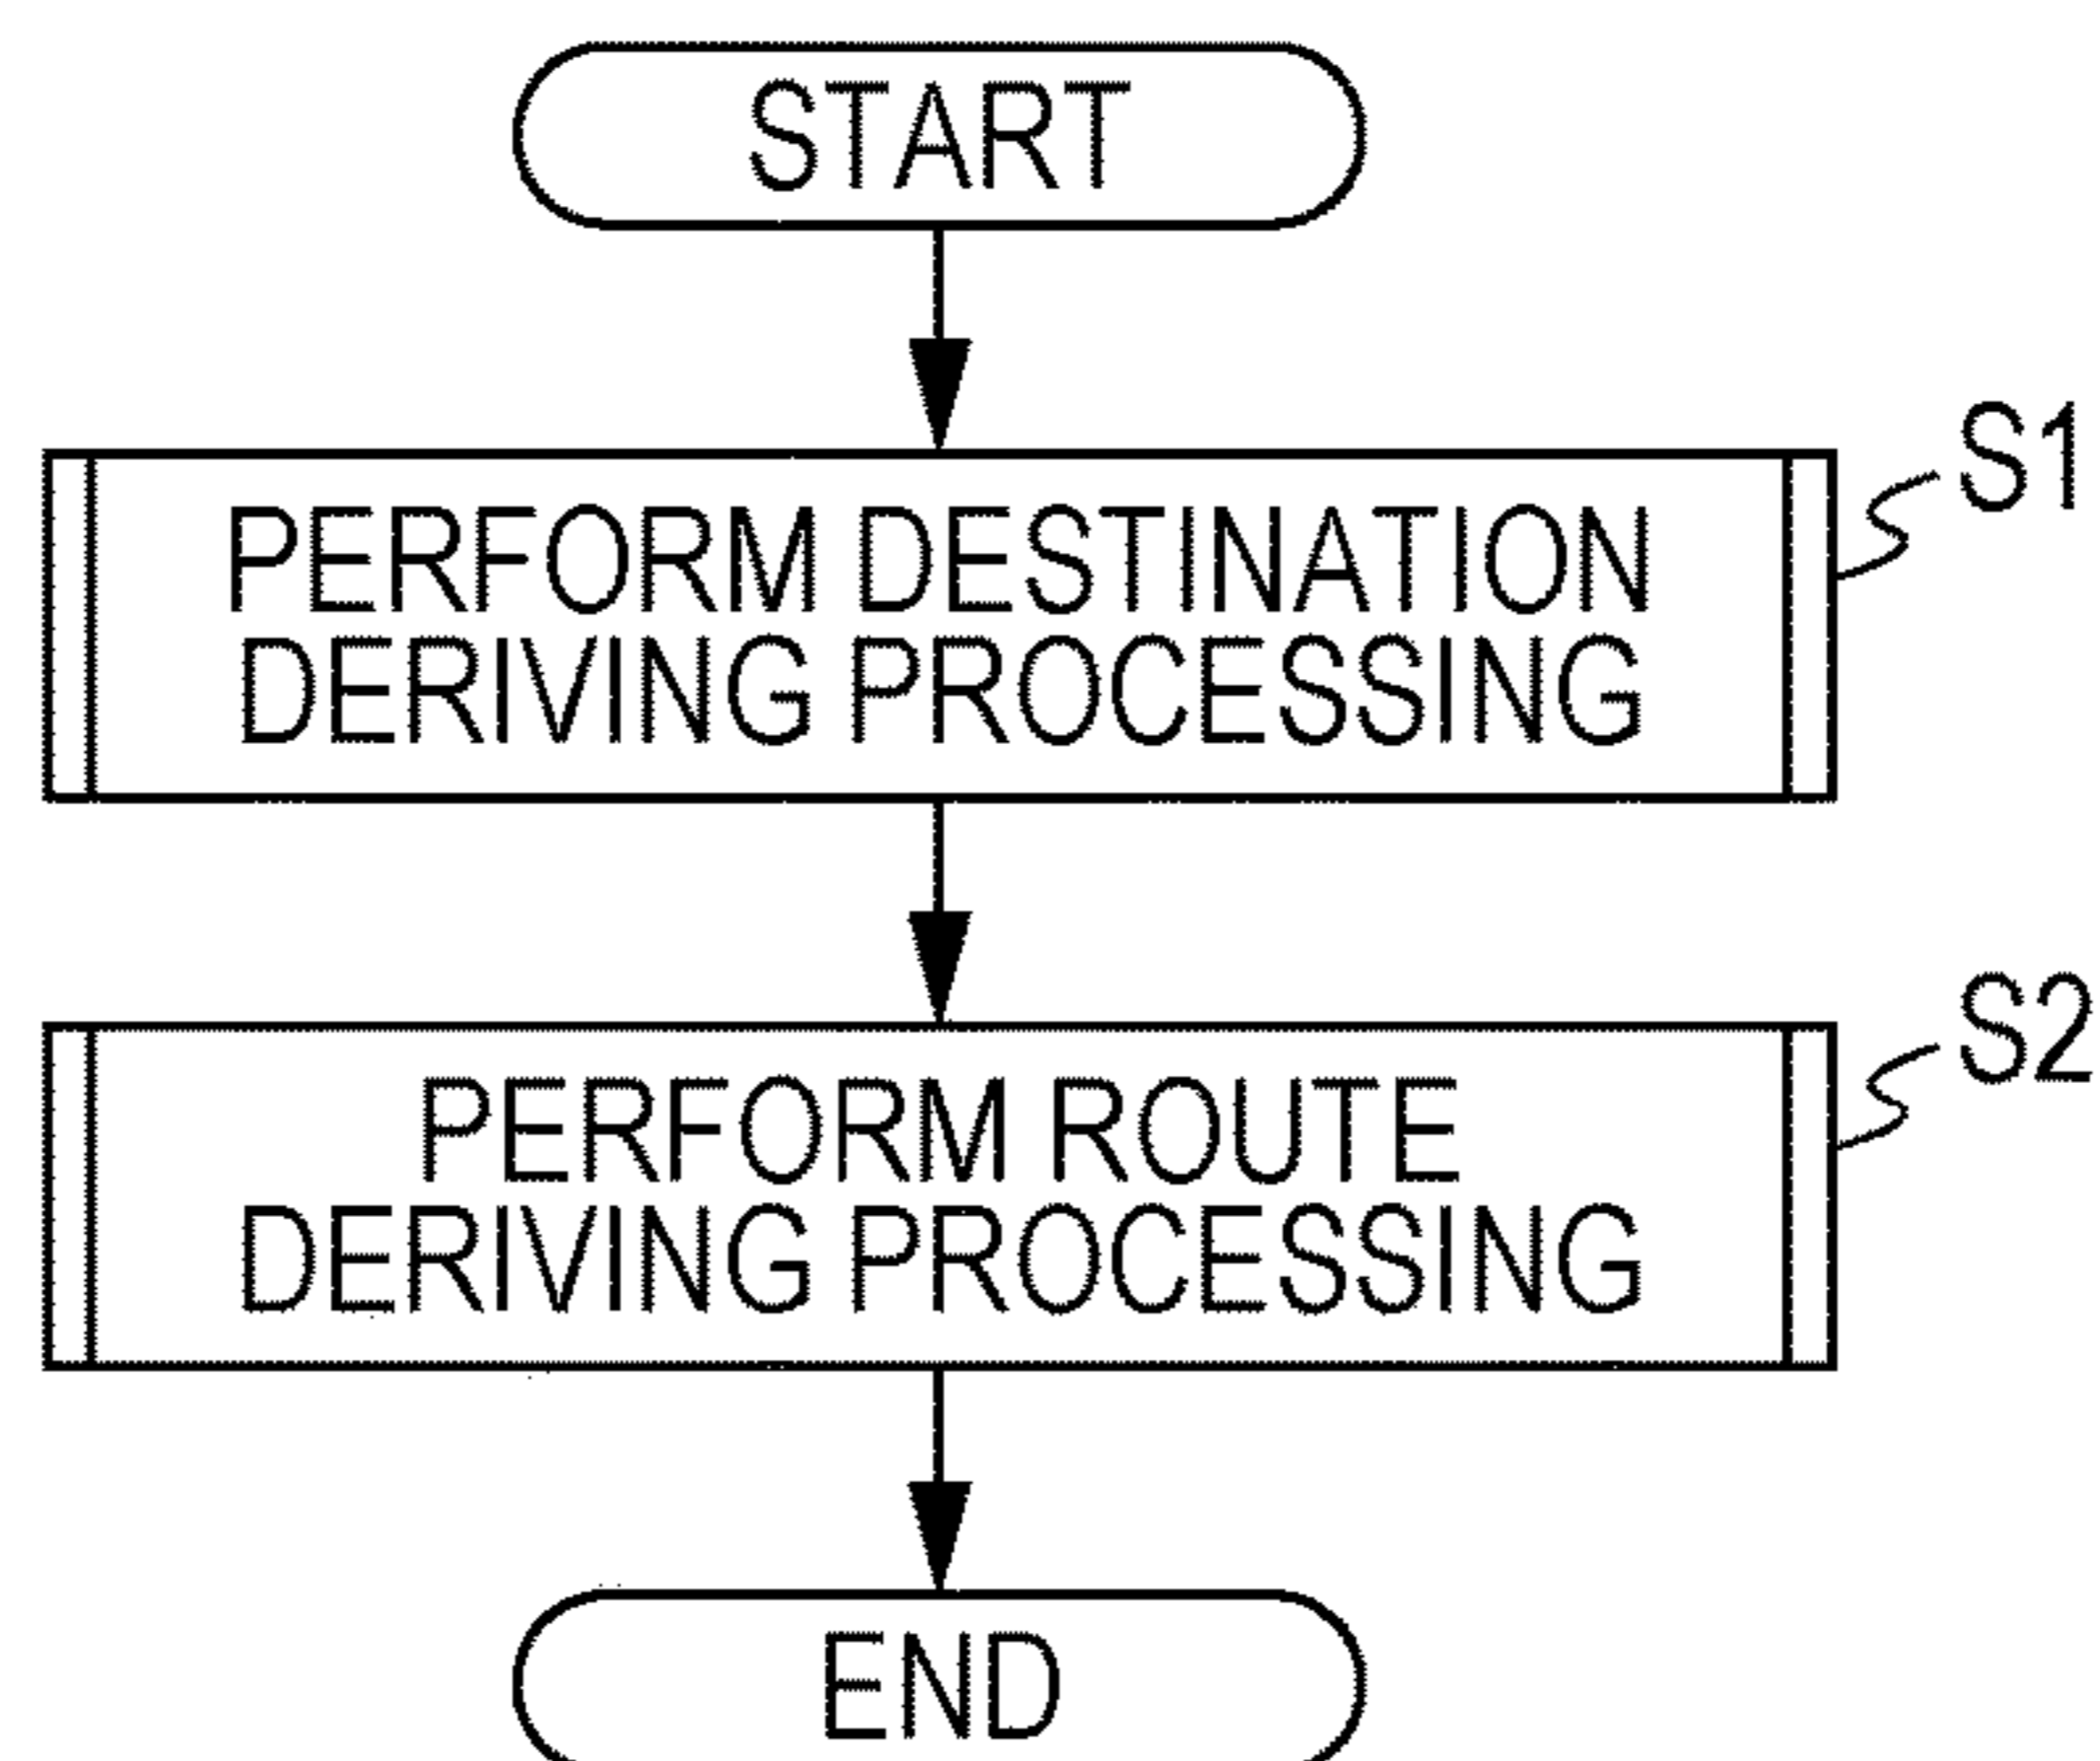 START
S1
PERFORM DESTINATION
DERIVING PROCESSING
S2
PERFORM ROUTE
DERIVING PROCESSING
END